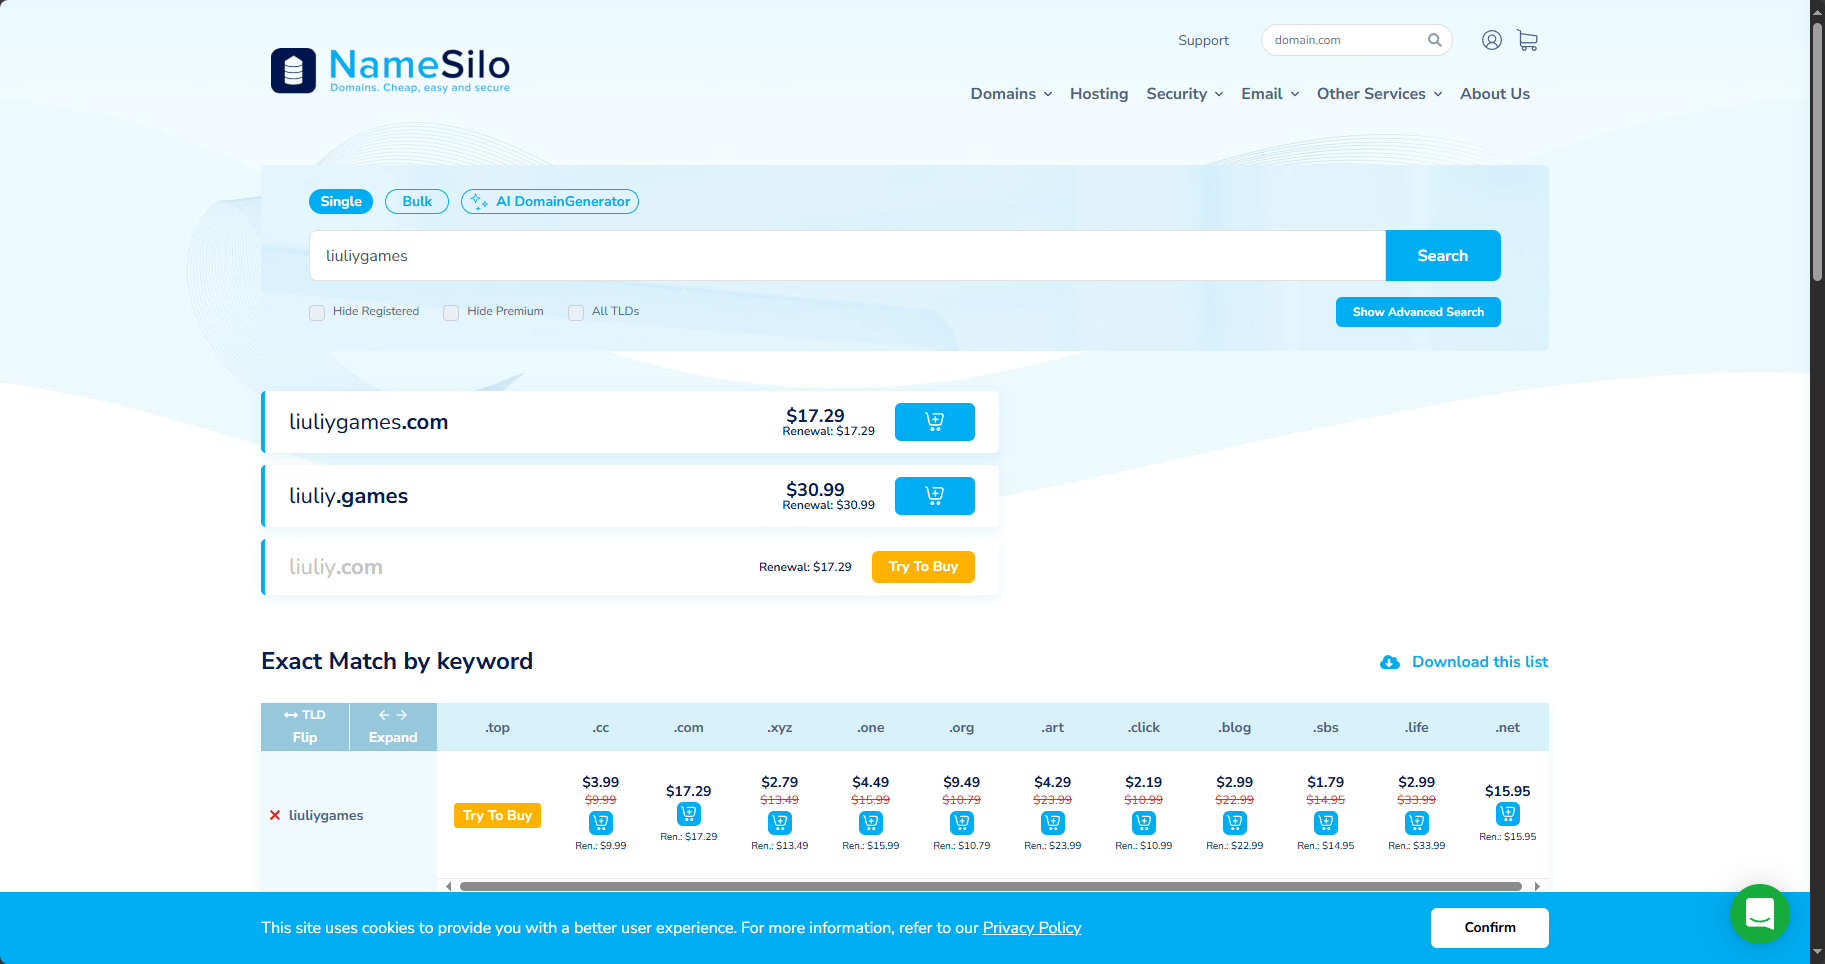 Support
domain.com
NameSilo
Domains. Cheap, easy and secure
Domains
Hosting
Security
Email
Other Services
About Us
Single
Bulk
AI DomainGenerator
liuliygames
Search
Hide Registered
Hide Premium
All TLDs
Show Advanced Search
liuliygames.com
$17.29
Renewal: $17.29
liuliy.games
$30.99
Renewal: $30.99
liuliy.com
Renewal: $17.29
Try To Buy
Exact Match by keyword
Download this list
TLD
Flip
Expand
.top
.cc
.com
.xyz
.one
.org
.art
.click
.blog
.sbs
.life
.net
liuliygames
Try To Buy
$3.99
$9.99
Ren.: $9.99
$17.29
Ren.: $17.29
$2.79
$13.49
Ren.: $13.49
$4.49
$15.99
Ren.: $15.99
$9.49
$10.79
Ren.: $10.79
$4.29
$23.99
Ren.: $23.99
$2.19
$10.99
Ren.: $10.99
$2.99
$22.99
Ren.: $22.99
$1.79
$14.95
Ren.: $14.95
$2.99
$33.99
Ren.: $33.99
$15.95
Ren.: $15.95
This site uses cookies to provide you with a better user experience. For more information, refer to our Privacy Policy
Confirm